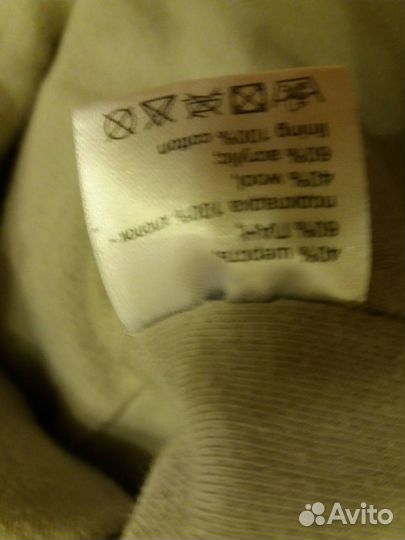 40% шерсть,
60% ПАН,
подкладка 100% хлопок
40% wool,
60% acrylic;
lining 100% cotton
Avito